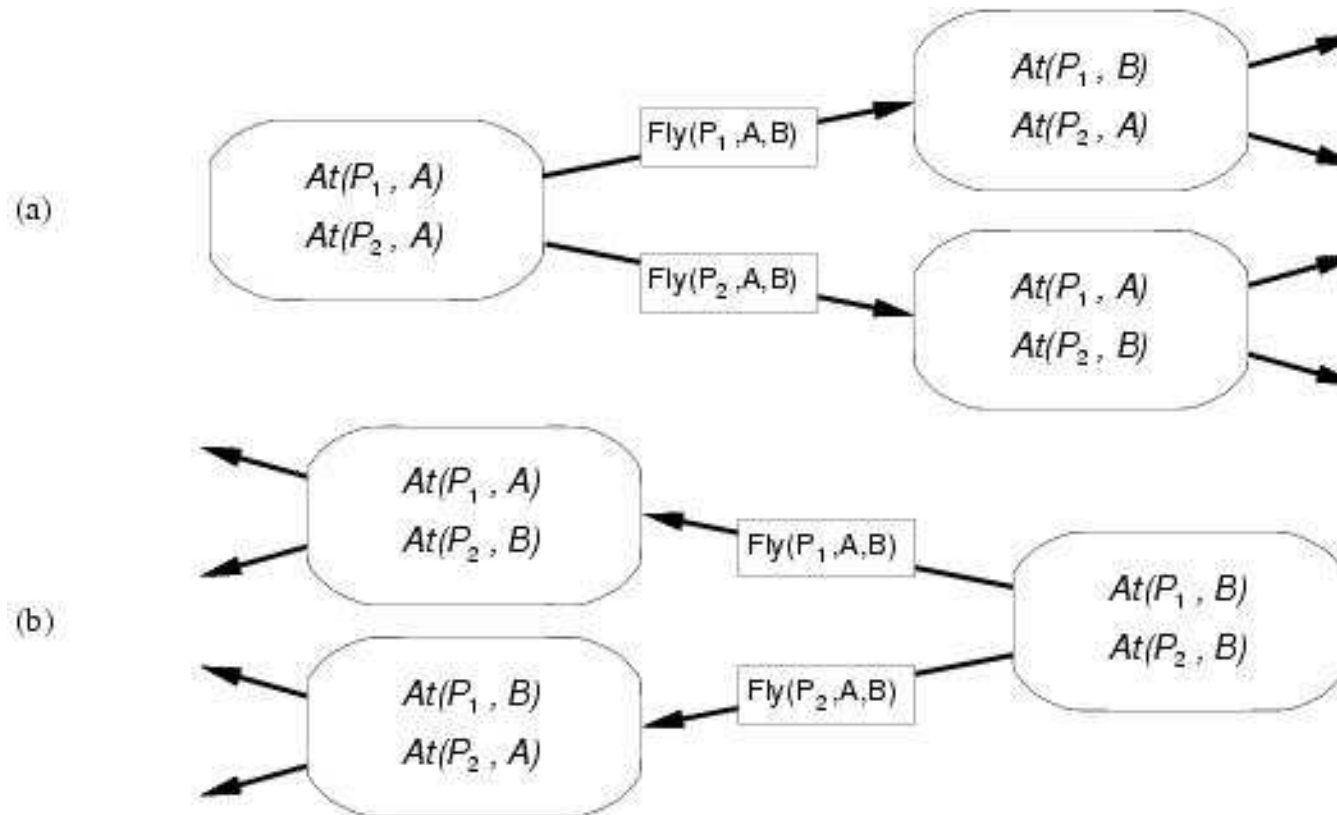 (a)
At(P₁ , A)
At(P₂ , A)
Fly(P₁ ,A,B)
Fly(P₂ ,A,B)
At(P₁ , B)
At(P₂ , A)
At(P₁ , A)
At(P₂ , B)
(b)
At(P₁ , A)
At(P₂ , B)
At(P₁ , B)
At(P₂ , A)
Fly(P₁ ,A,B)
Fly(P₂ ,A,B)
At(P₁ , B)
At(P₂ , B)